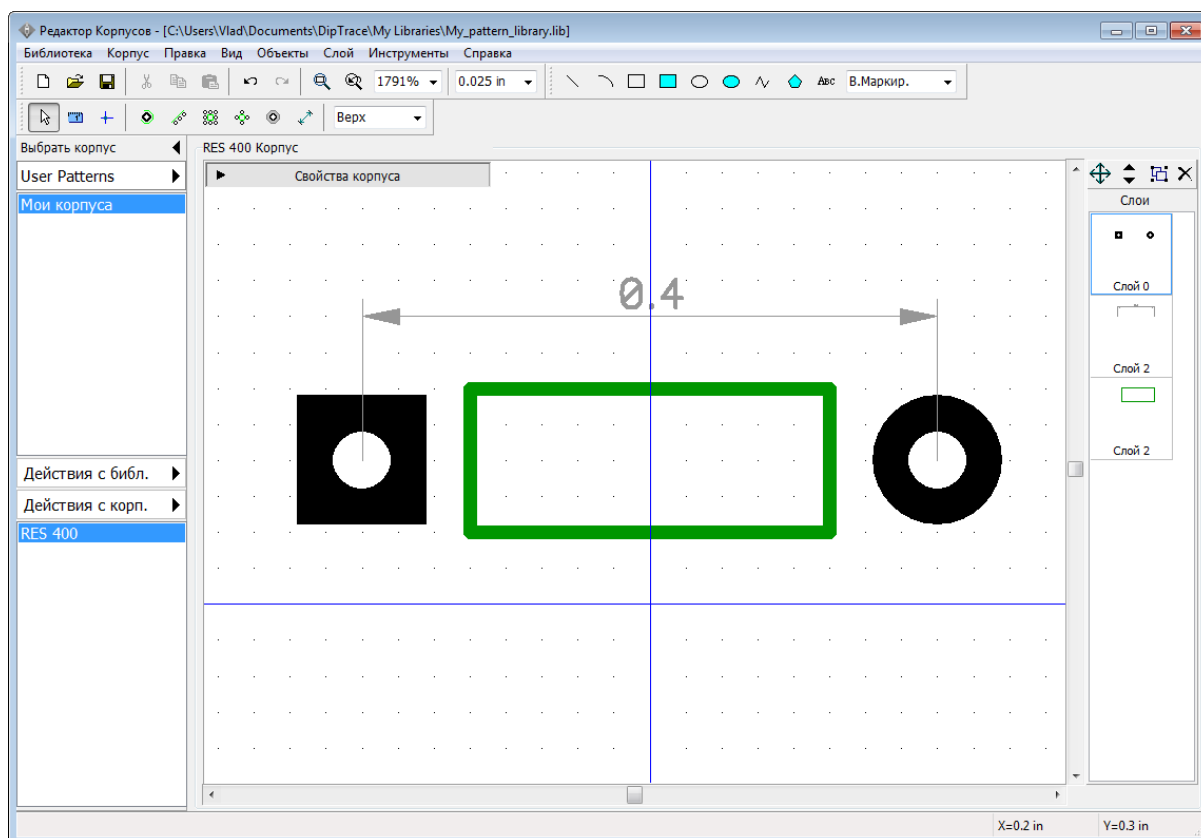 Редактор Корпусов - [C:\Users\Vlad\Documents\DipTrace\My Libraries\My_pattern_library.lib]
Библиотека Корпус Правка Вид Объекты Слой Инструменты Справка
1791% 0.025 in Abc В.Маркир.
Верх
Выбрать корпус
RES 400 Корпус
User Patterns
Свойства корпуса
Мои корпуса
Слои
Слой 0
0.4
Слой 2
Слой 2
Действия с библ.
Действия с корп.
RES 400
X=0.2 in Y=0.3 in